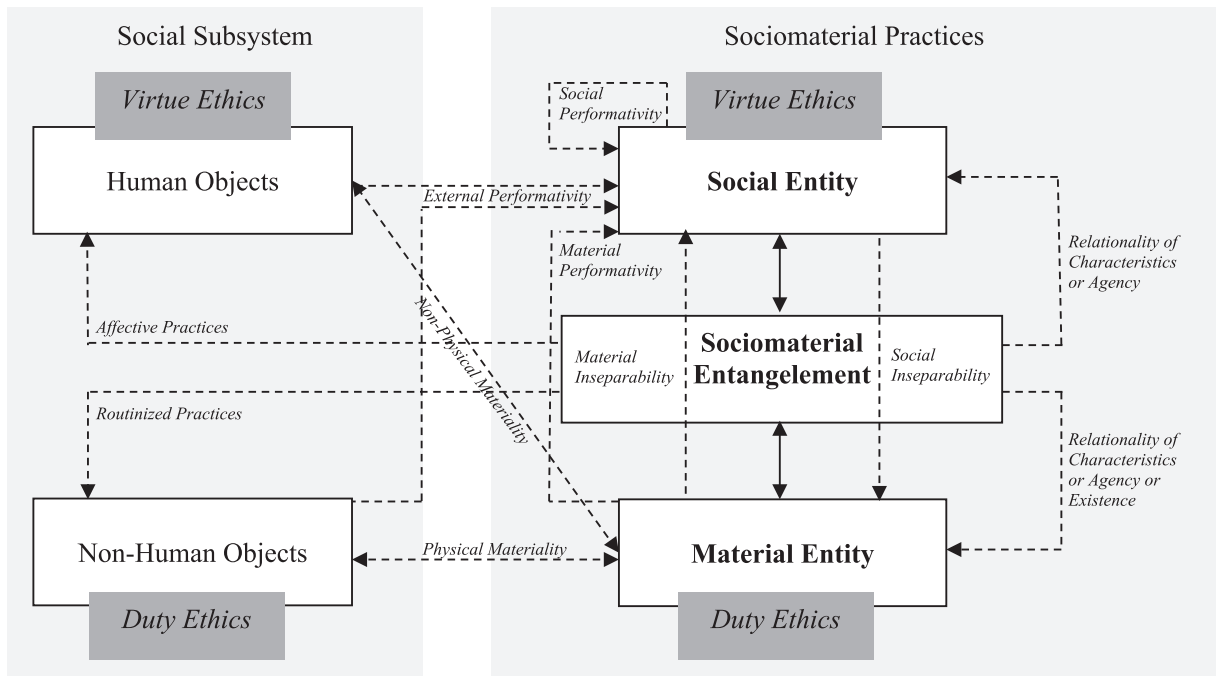 Social Subsystem
Virtue Ethics
Human Objects
Affective Practices
Routinized Practices
Non-Human Objects
Duty Ethics
External Performativity
Non-Physical Materiality
Physical Materiality
Sociomaterial Practices
Social
Performativity
Virtue Ethics
Social Entity
Material
Performativity
Relationality of
Characteristics
or Agency
Material
Inseparability
Sociomaterial
Entangelement
Social
Inseparability
Relationality of
Characteristics
or Agency or
Existence
Material Entity
Duty Ethics